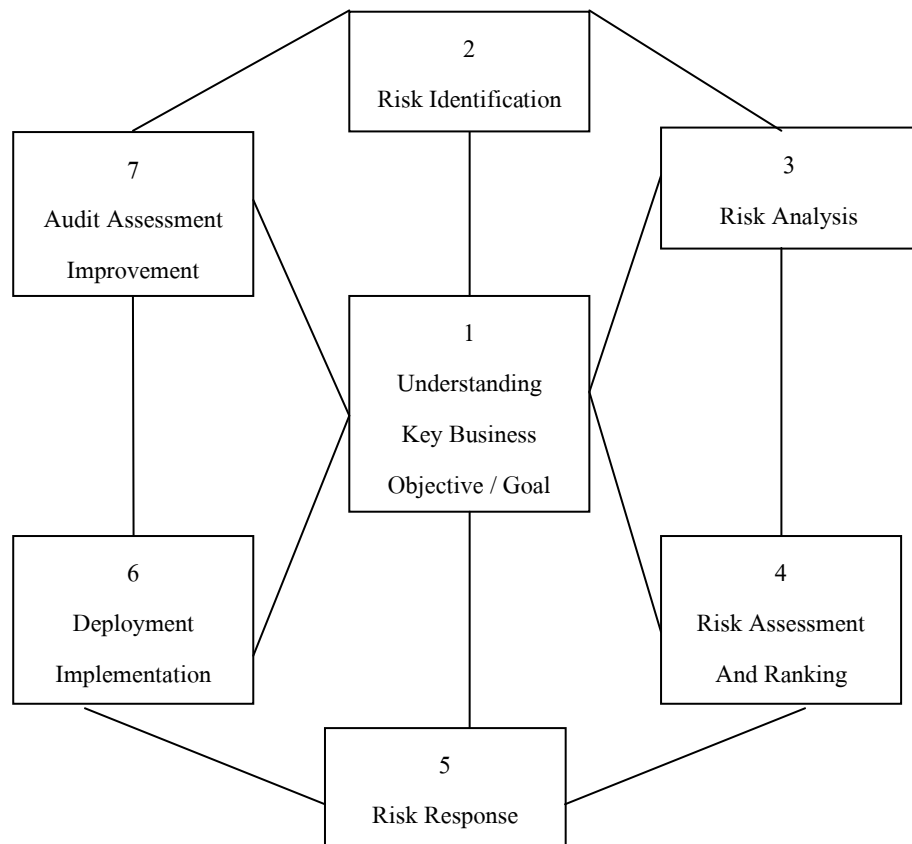 2
Risk Identification
7
Audit Assessment
Improvement
3
Risk Analysis
1
Understanding
Key Business
Objective / Goal
6
Deployment
Implementation
4
Risk Assessment
And Ranking
5
Risk Response